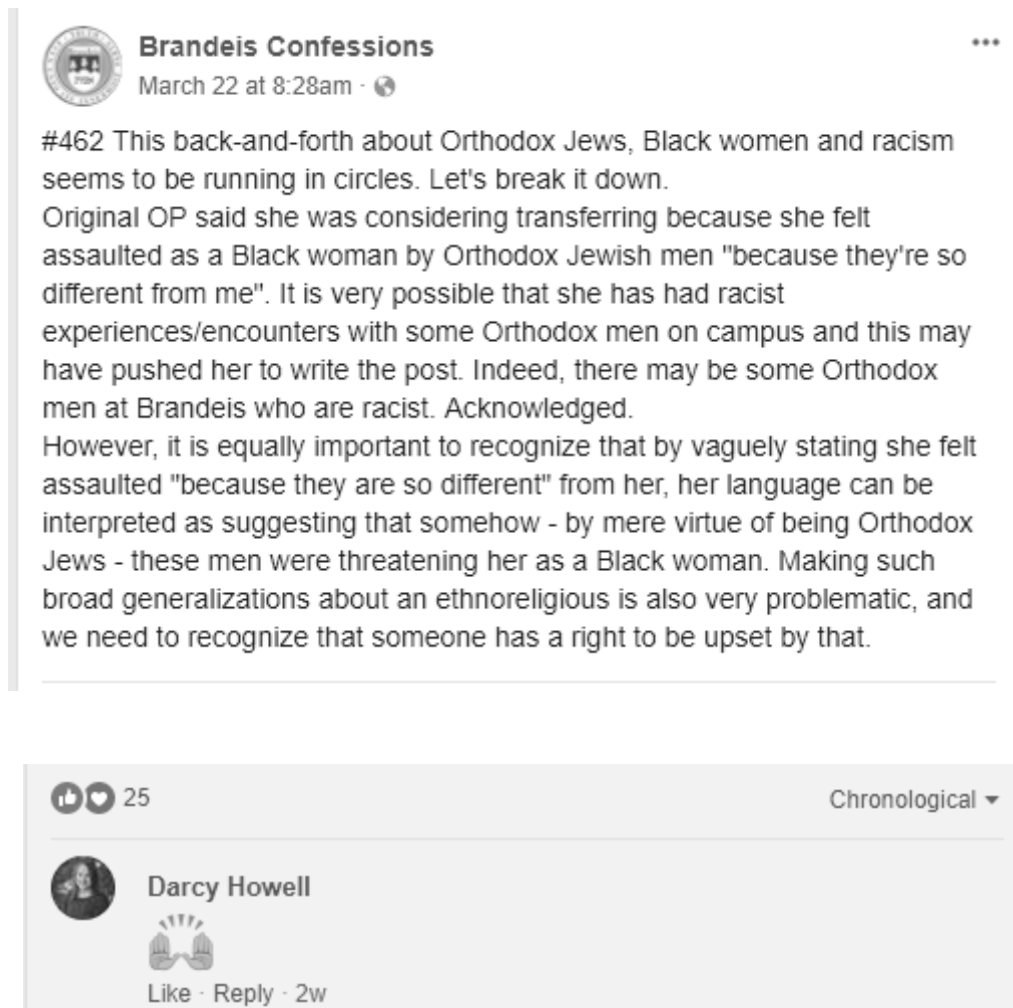 Brandeis Confessions
March 22 at 8:28am ·
#462 This back-and-forth about Orthodox Jews, Black women and racism
seems to be running in circles. Let's break it down.
Original OP said she was considering transferring because she felt
assaulted as a Black woman by Orthodox Jewish men "because they're so
different from me". It is very possible that she has had racist
experiences/encounters with some Orthodox men on campus and this may
have pushed her to write the post. Indeed, there may be some Orthodox
men at Brandeis who are racist. Acknowledged.
However, it is equally important to recognize that by vaguely stating she felt
assaulted "because they are so different" from her, her language can be
interpreted as suggesting that somehow - by mere virtue of being Orthodox
Jews - these men were threatening her as a Black woman. Making such
broad generalizations about an ethnoreligious is also very problematic, and
we need to recognize that someone has a right to be upset by that.
25
Chronological
Darcy Howell
Like · Reply · 2w